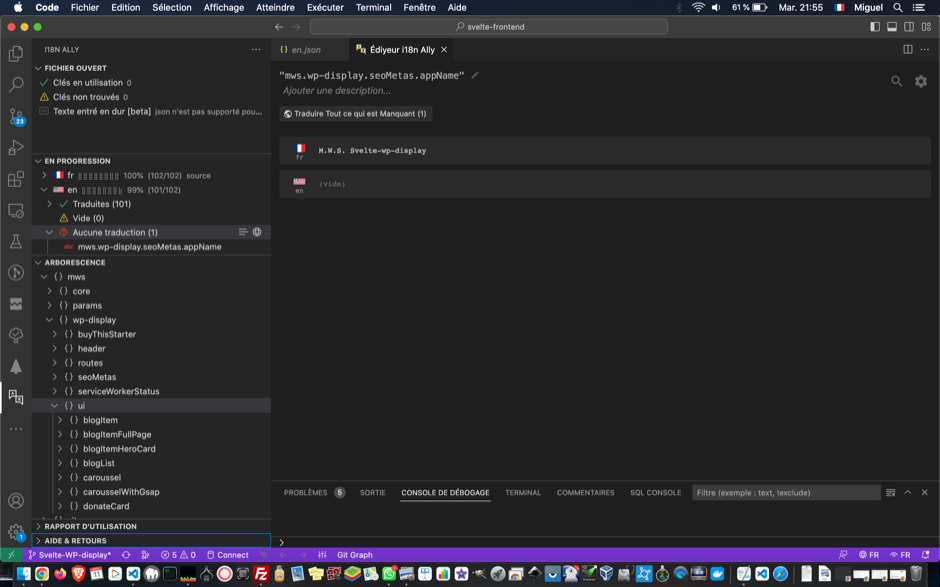 Code Fichier Edition Sélection Affichage Atteindre Exécuter Terminal Fenêtre Aide 61 % Mar. 21:55 Miguel
svelte-frontend
I18N ALLY
en.json
Édiyeur i18n Ally
FICHIER OUVERT
Clés en utilisation 0
Clés non trouvés 0
Texte entré en dur [beta] json n'est pas supporté pou...
"mws.wp-display.seoMetas.appName"
Ajouter une description...
Traduire Tout ce qui est Manquant (1)
fr M.W.S. Svelte-wp-display
en (vide)
EN PROGRESSION
fr 100% (102/102) source
en 99% (101/102)
Traduites (101)
Vide (0)
Aucune traduction (1)
mws.wp-display.seoMetas.appName
ARBORESCENCE
{} mws
{} core
{} params
{} wp-display
{} buyThisStarter
{} header
{} routes
{} seoMetas
{} serviceWorkerStatus
{} ui
{} blogItem
{} blogItemFullPage
{} blogItemHeroCard
{} blogList
{} caroussel
{} carousselWithGsap
{} donateCard
RAPPORT D'UTILISATION
AIDE & RETOURS
23
1
PROBLÈMES 5 SORTIE CONSOLE DE DÉBOGAGE TERMINAL COMMENTAIRES SQL CONSOLE Filtre (exemple : text, !exclude)
Svelte-WP-display* 5 0 Connect Git Graph FR FR